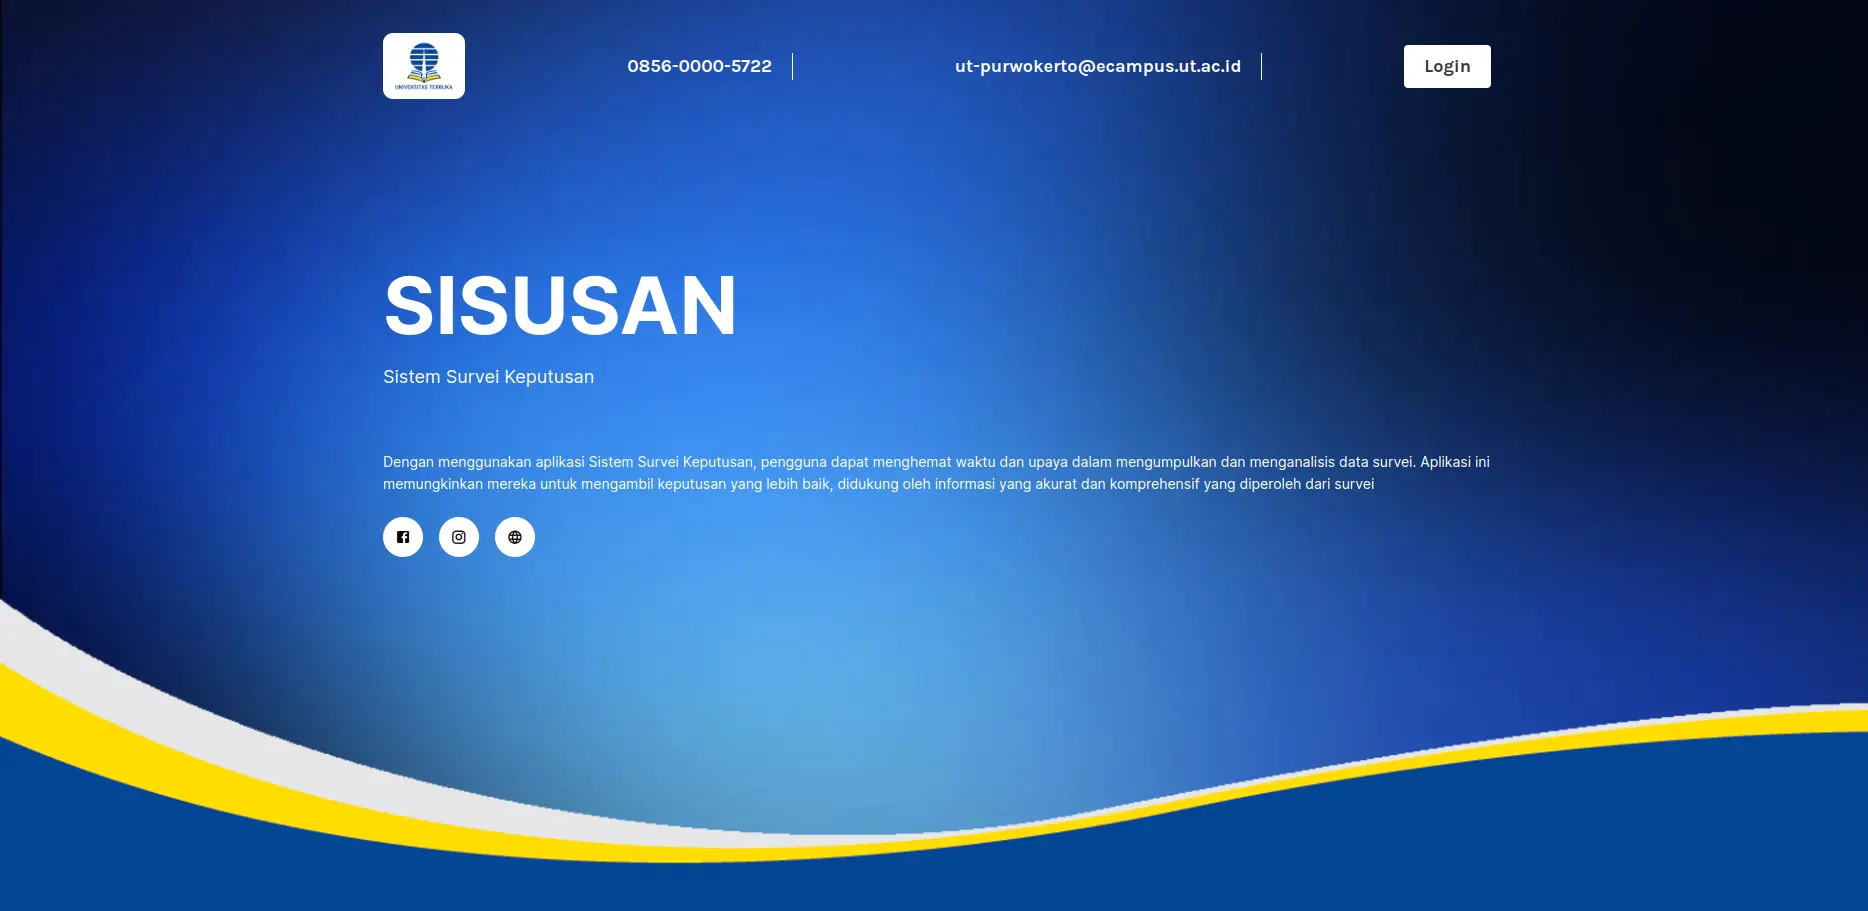 UNIVERSITAS TERBUKA
0856-0000-5722
ut-purwokerto@ecampus.ut.ac.id
Login
SISUSAN
Sistem Survei Keputusan
Dengan menggunakan aplikasi Sistem Survei Keputusan, pengguna dapat menghemat waktu dan upaya dalam mengumpulkan dan menganalisis data survei. Aplikasi ini
memungkinkan mereka untuk mengambil keputusan yang lebih baik, didukung oleh informasi yang akurat dan komprehensif yang diperoleh dari survei